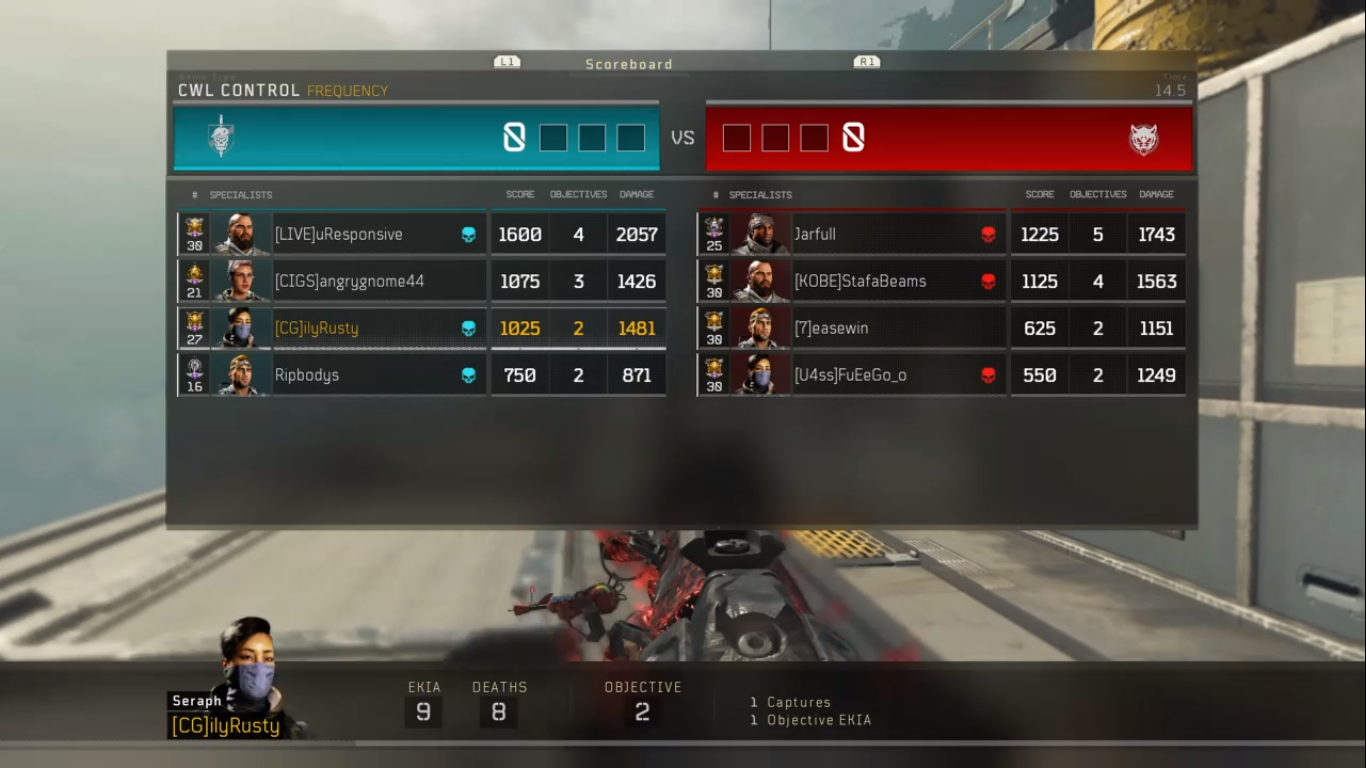 L1 Scoreboard R1
Time
CWL CONTROL FREQUENCY 14.5
0 VS 0
# SPECIALISTS SCORE OBJECTIVES DAMAGE # SPECIALISTS SCORE OBJECTIVES DAMAGE
30 [LIVE]uResponsive 1600 4 2057 25 Jarfull 1225 5 1743
21 [CIGS]angrygnome44 1075 3 1426 30 [KOBE]StafaBeams 1125 4 1563
27 [CG]ilyRusty 1025 2 1481 30 [7]easewin 625 2 1151
16 Ripbodys 750 2 871 30 [U4ss]FuEeGo_o 550 2 1249
EKIA DEATHS OBJECTIVE
Seraph 9 8 2 1 Captures
[CG]ilyRusty 1 Objective EKIA